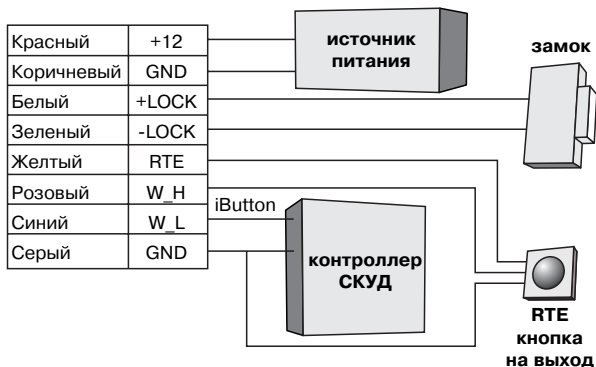 Красный +12
Коричневый GND
Белый +LOCK
Зеленый -LOCK
Желтый RTE
Розовый W_H
Синий W_L
Серый GND
источник
питания
замок
iButton
контроллер
СКУД
RTE
кнопка
на выход